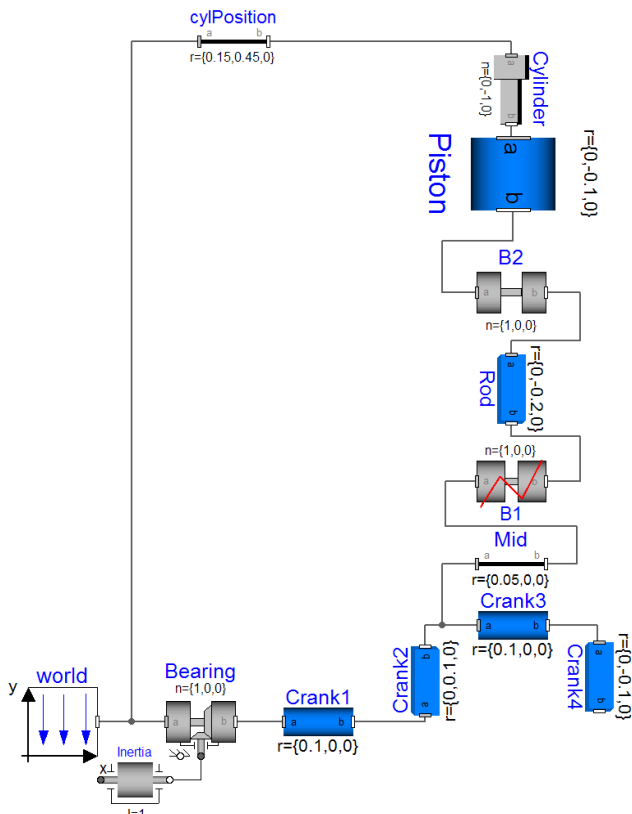 cylPosition
a b
r={0.15,0.45,0}
n={0,-1,0}
a
b
Cylinder
Piston
a
b
r={0,-0.1,0}
B2
a b
n={1,0,0}
Rod
a
b
r={0,-0.2,0}
n={1,0,0}
a b
B1
Mid
a b
r={0.05,0,0}
Crank3
a b
r={0.1,0,0}
Crank2
b
a
r={0,0.1,0}
Crank4
a
b
r={0,-0.1,0}
world
y
x
Bearing
n={1,0,0}
a b
Crank1
a b
r={0.1,0,0}
Inertia